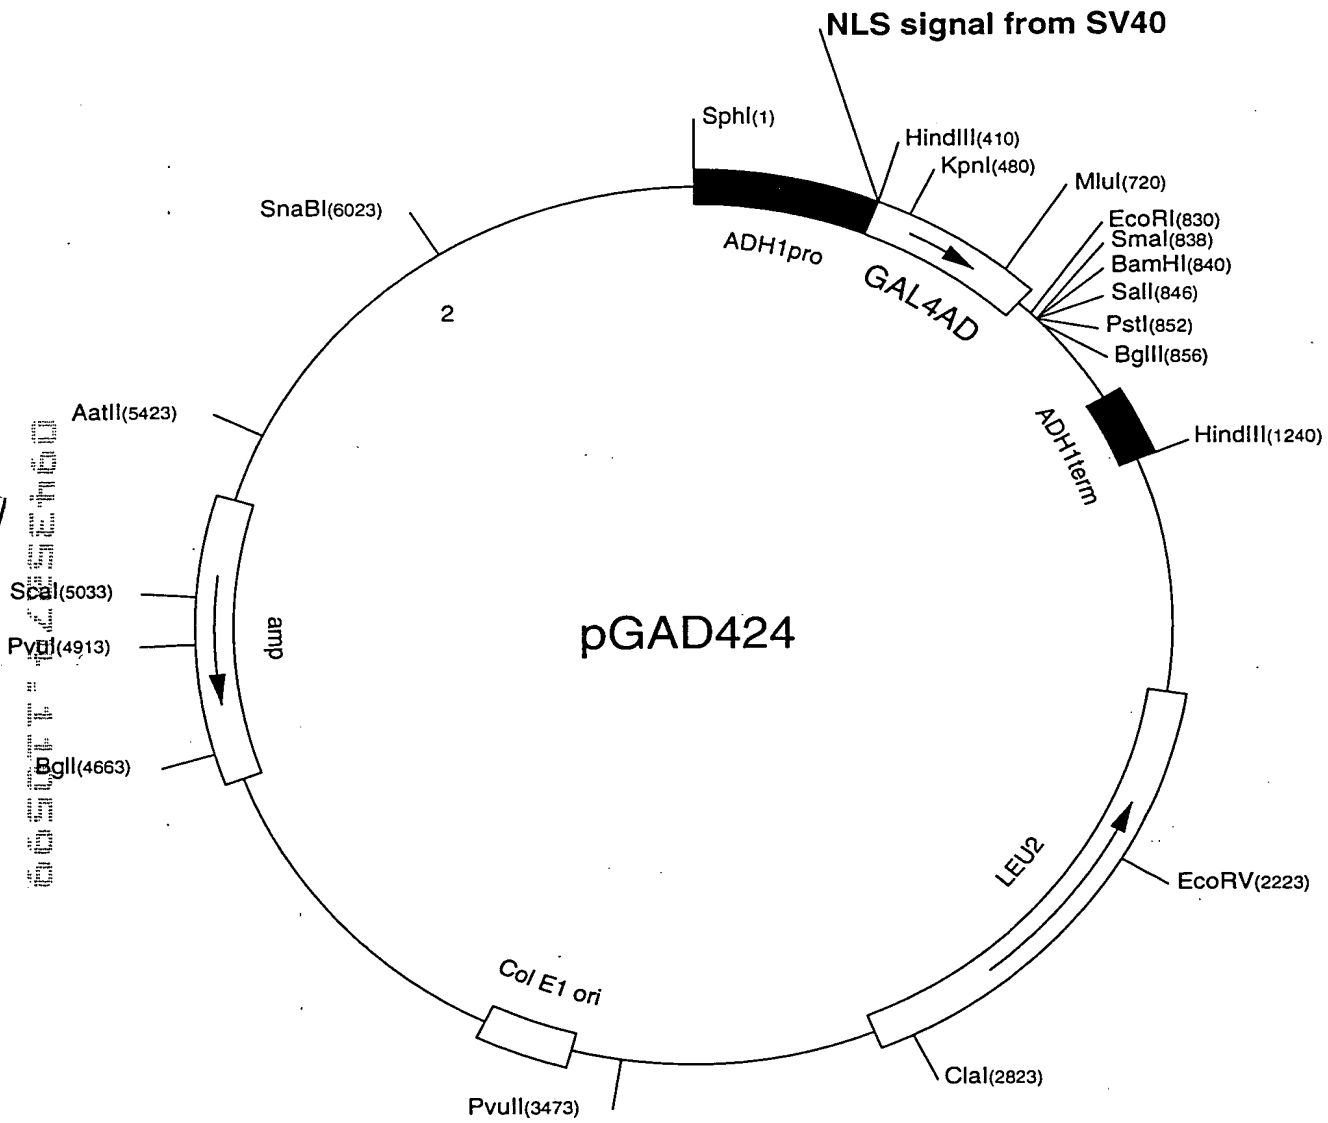 NLS signal from SV40
SphI(1)
HindIII(410)
KpnI(480)
MluI(720)
SnaBI(6023)
EcoRI(830)
SmaI(838)
BamHI(840)
SalI(846)
PstI(852)
BglII(856)
ADH1pro
GAL4AD
2
AatII(5423)
ADH1term
HindIII(1240)
ScaI(5033)
PvuI(4913)
amp
pGAD424
BglI(4663)
LEU2
EcoRV(2223)
Col E1 ori
ClaI(2823)
PvuII(3473)